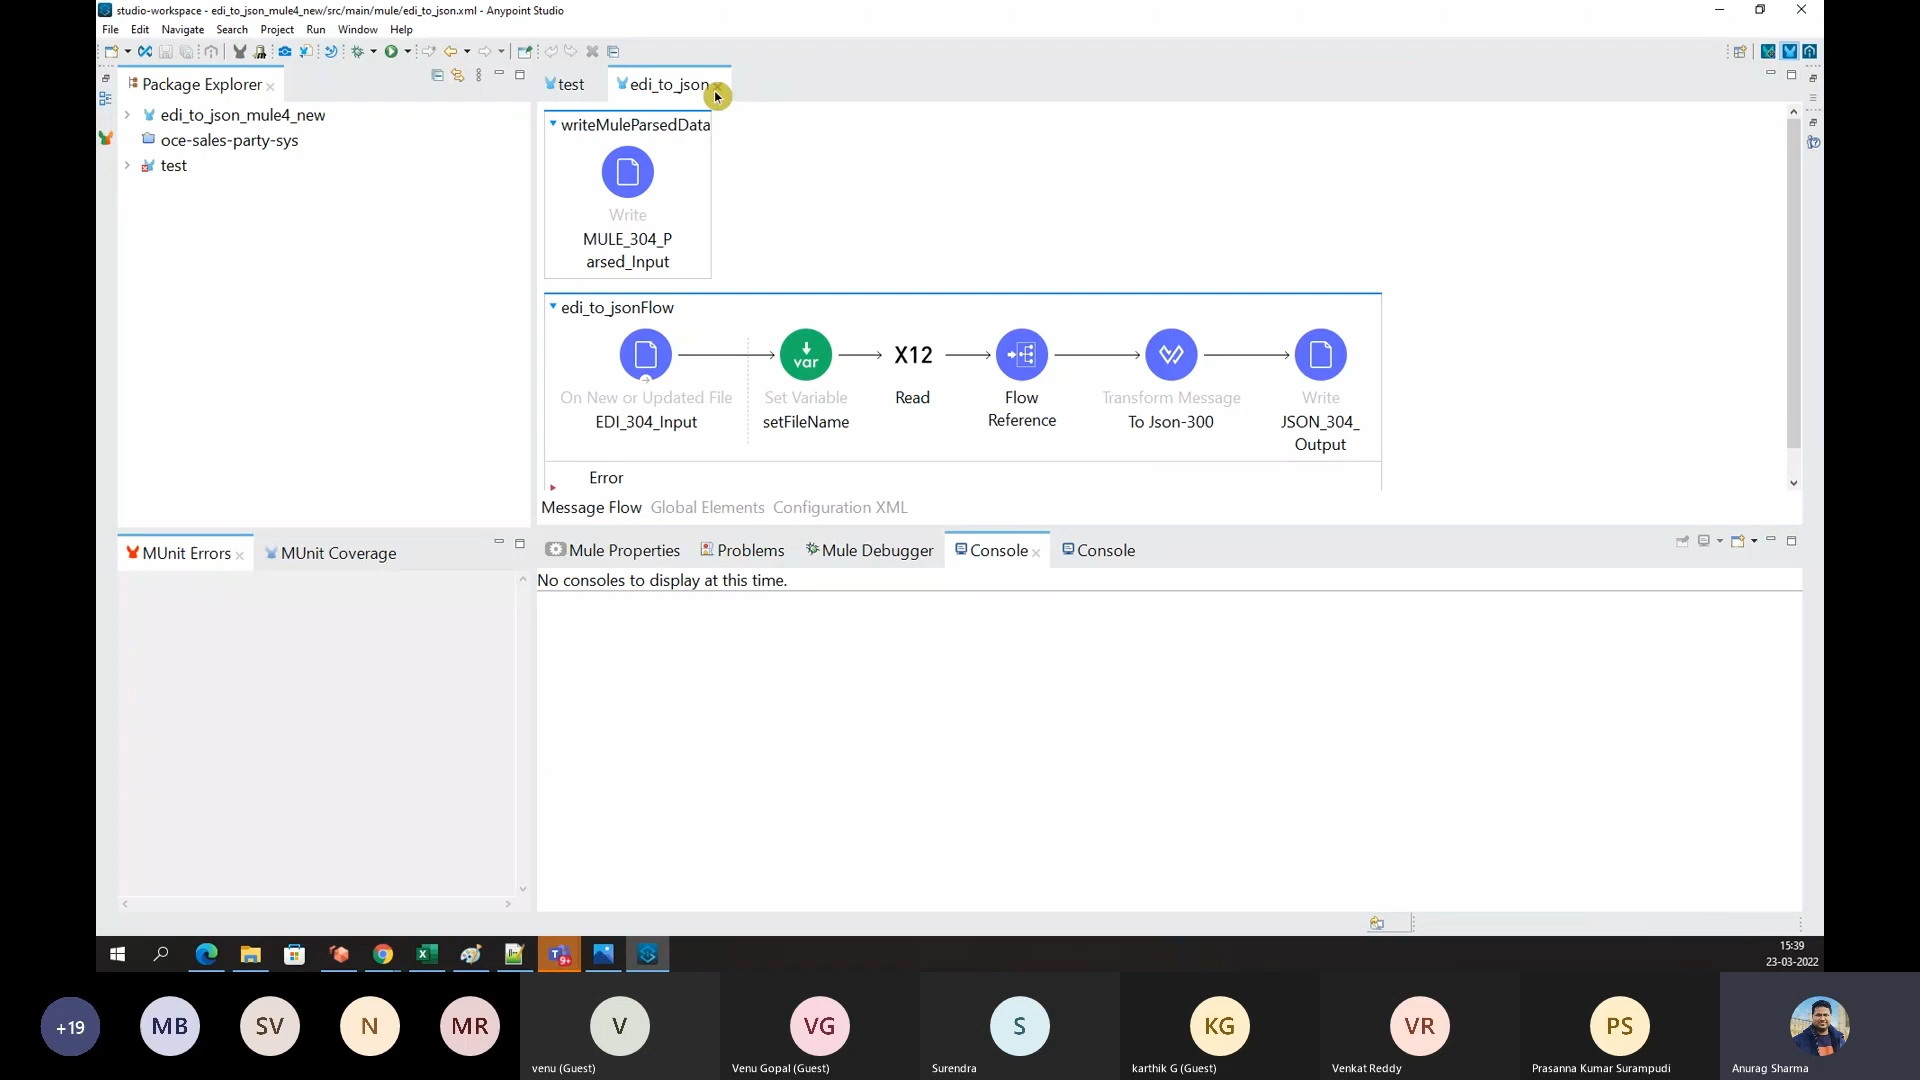 studio-workspace - edi_to_json_mule4_new/src/main/mule/edi_to_json.xml - Anypoint Studio
File Edit Navigate Search Project Run Window Help
Package Explorer
test
edi_to_json
edi_to_json_mule4_new
oce-sales-party-sys
test
writeMuleParsedData
Write
MULE_304_P
arsed_Input
edi_to_jsonFlow
var
X12
On New or Updated File
EDI_304_Input
Set Variable
setFileName
Read
Flow
Reference
Transform Message
To Json-300
Write
JSON_304_
Output
Error
Message Flow Global Elements Configuration XML
MUnit Errors
MUnit Coverage
Mule Properties
Problems
Mule Debugger
Console
Console
No consoles to display at this time.
9+
15:39
23-03-2022
+19
MB
SV
N
MR
V
VG
S
KG
VR
PS
venu (Guest)
Venu Gopal (Guest)
Surendra
karthik G (Guest)
Venkat Reddy
Prasanna Kumar Surampudi
Anurag Sharma